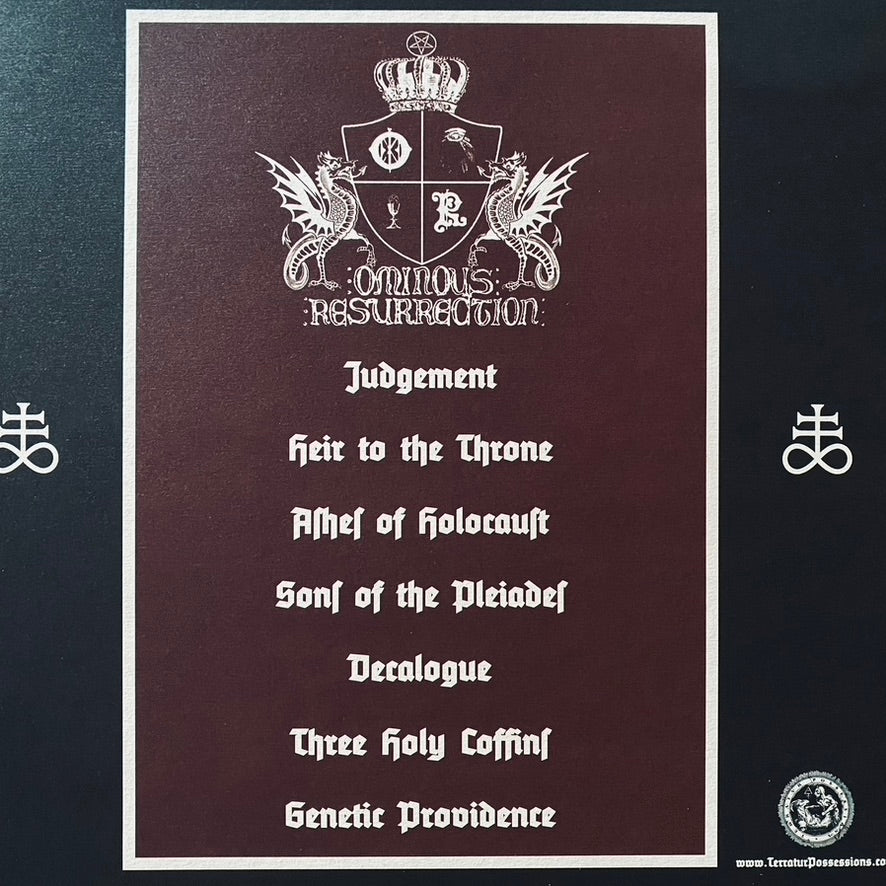 :OMINOUS:
:RESURRECTION:
Judgement
Heir to the Throne
Aſheſ of Holocauſt
Sonſ of the Pleiadeſ
Decalogue
Three Holy Coffinſ
Genetic Providence
www.TerraturPossessions.co